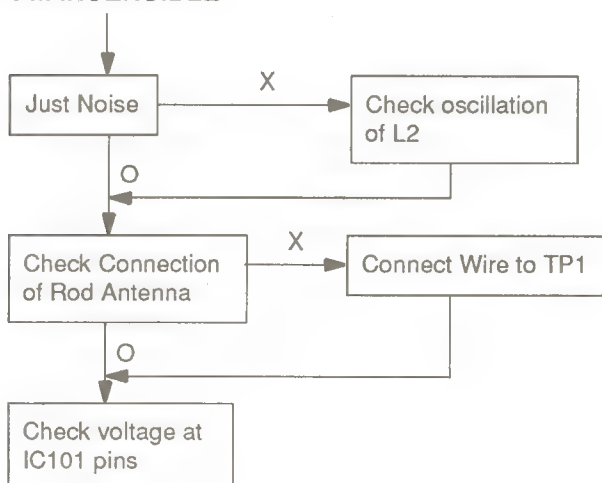 Just Noise
X
Check oscillation
of L2
O
Check Connection
of Rod Antenna
X
Connect Wire to TP1
O
Check voltage at
IC101 pins